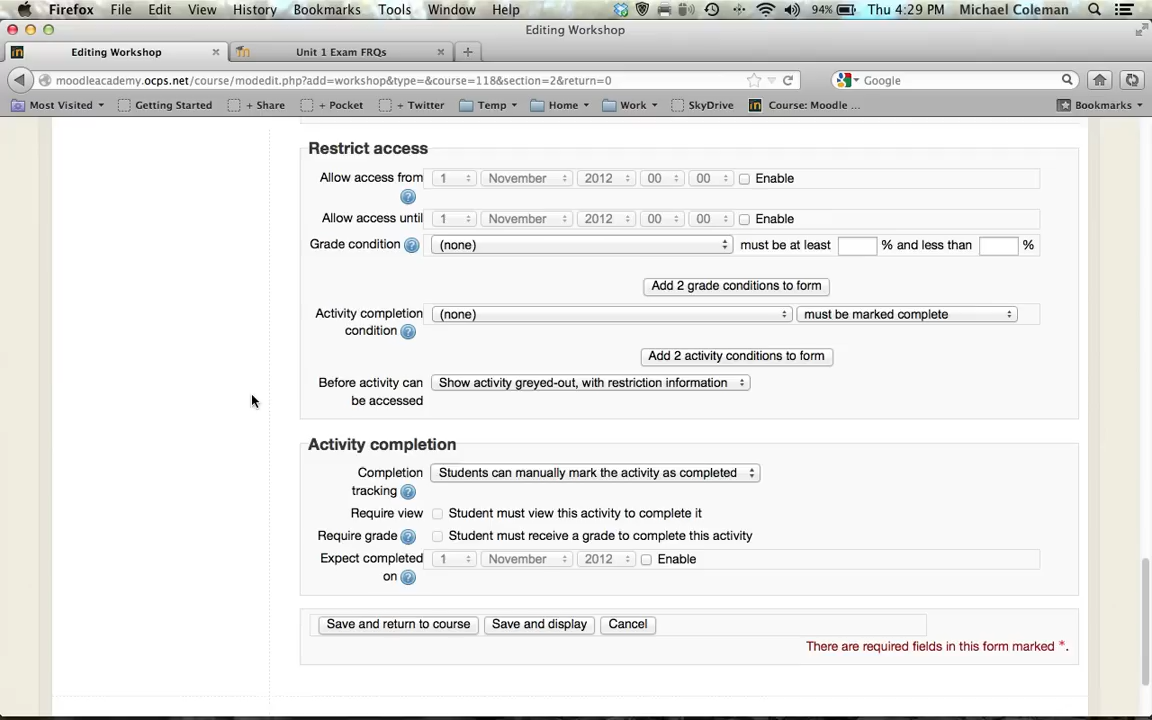 Firefox File Edit View History Bookmarks Tools Window Help 94% Thu 4:29 PM Michael Coleman
Editing Workshop
Editing Workshop Unit 1 Exam FRQs
moodleacademy.ocps.net/course/modedit.php?add=workshop&type=&course=118&section=2&return=0 Google
Most Visited Getting Started + Share + Pocket + Twitter Temp Home Work SkyDrive Course: Moodle ... Bookmarks
Restrict access
Allow access from 1 November 2012 00 00 Enable
Allow access until 1 November 2012 00 00 Enable
Grade condition (none) must be at least % and less than %
Add 2 grade conditions to form
Activity completion condition (none) must be marked complete
Add 2 activity conditions to form
Before activity can be accessed Show activity greyed-out, with restriction information
Activity completion
Completion tracking Students can manually mark the activity as completed
Require view Student must view this activity to complete it
Require grade Student must receive a grade to complete this activity
Expect completed on 1 November 2012 Enable
Save and return to course Save and display Cancel
There are required fields in this form marked *.